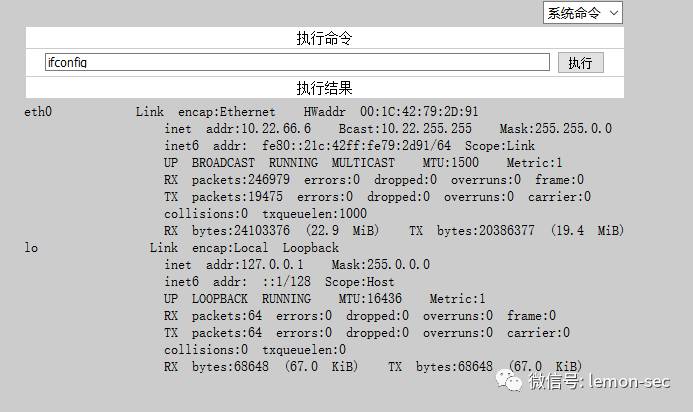 系统命令
执行命令
ifconfig 执行
执行结果
eth0 Link encap:Ethernet HWaddr 00:1C:42:79:2D:91
inet addr:10.22.66.6 Bcast:10.22.255.255 Mask:255.255.0.0
inet6 addr: fe80::21c:42ff:fe79:2d91/64 Scope:Link
UP BROADCAST RUNNING MULTICAST MTU:1500 Metric:1
RX packets:246979 errors:0 dropped:0 overruns:0 frame:0
TX packets:19475 errors:0 dropped:0 overruns:0 carrier:0
collisions:0 txqueuelen:1000
RX bytes:24103376 (22.9 MiB) TX bytes:20386377 (19.4 MiB)
lo Link encap:Local Loopback
inet addr:127.0.0.1 Mask:255.0.0.0
inet6 addr: ::1/128 Scope:Host
UP LOOPBACK RUNNING MTU:16436 Metric:1
RX packets:64 errors:0 dropped:0 overruns:0 frame:0
TX packets:64 errors:0 dropped:0 overruns:0 carrier:0
collisions:0 txqueuelen:0
RX bytes:68648 (67.0 KiB) TX bytes:68648 (67.0 KiB)
微信号: lemon-sec